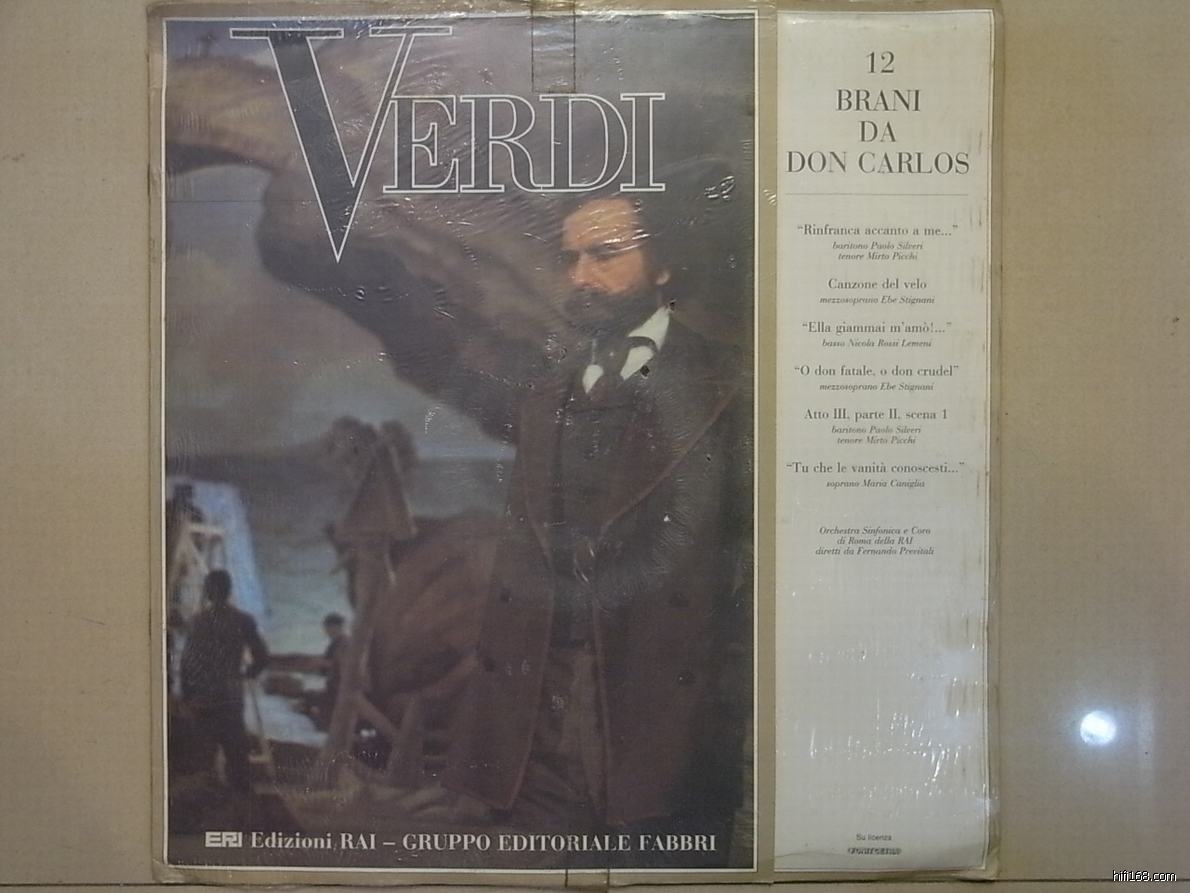 VERDI
ERI Edizioni RAI – GRUPPO EDITORIALE FABBRI
12
BRANI
DA
DON CARLOS
“Rinfranca accanto a me...”
baritono Paolo Silveri
tenore Mirto Picchi
Canzone del velo
mezzosoprano Ebe Stignani
“Ella giammai m'amò!...”
basso Nicola Rossi Lemeni
“O don fatale, o don crudel”
mezzosoprano Ebe Stignani
Atto III, parte II, scena 1
baritono Paolo Silveri
tenore Mirto Picchi
“Tu che le vanità conoscesti...”
soprano Maria Caniglia
Orchestra Sinfonica e Coro
di Roma della RAI
diretti da Fernando Previtali
Su licenza
FONIT CETRA
hifi168.com